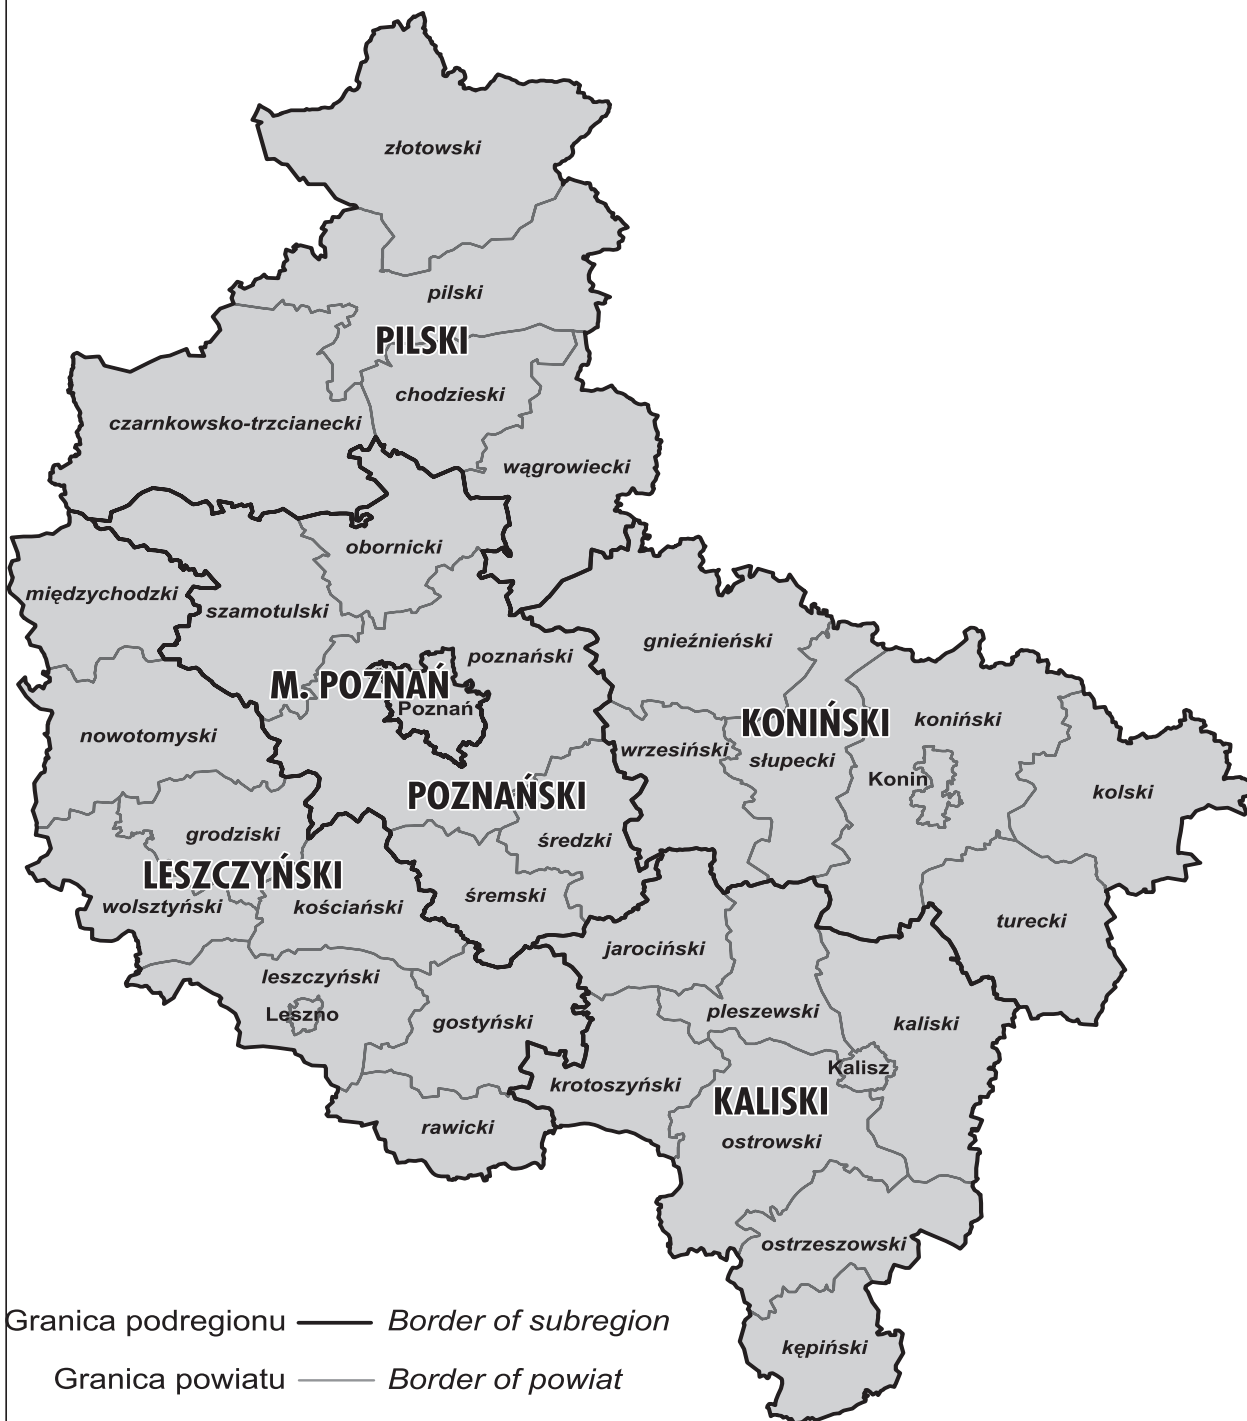 złotowski
pilski
PILSKI
chodzieski
czarnkowsko-trzcianecki
wągrowiecki
obornicki
międzychodzki
szamotulski
gnieźnieński
poznański
M. POZNAŃ
Poznań
KONIŃSKI
koniński
nowotomyski
wrzesiński
słupecki
Konin
kolski
POZNAŃSKI
grodziski
średzki
LESZCZYŃSKI
śremski
wolsztyński
kościański
turecki
jarociński
leszczyński
Leszno
gostyński
pleszewski
kaliski
Kalisz
krotoszyński
KALISKI
rawicki
ostrowski
ostrzeszowski
Granica podregionu Border of subregion
kępiński
Granica powiatu Border of powiat